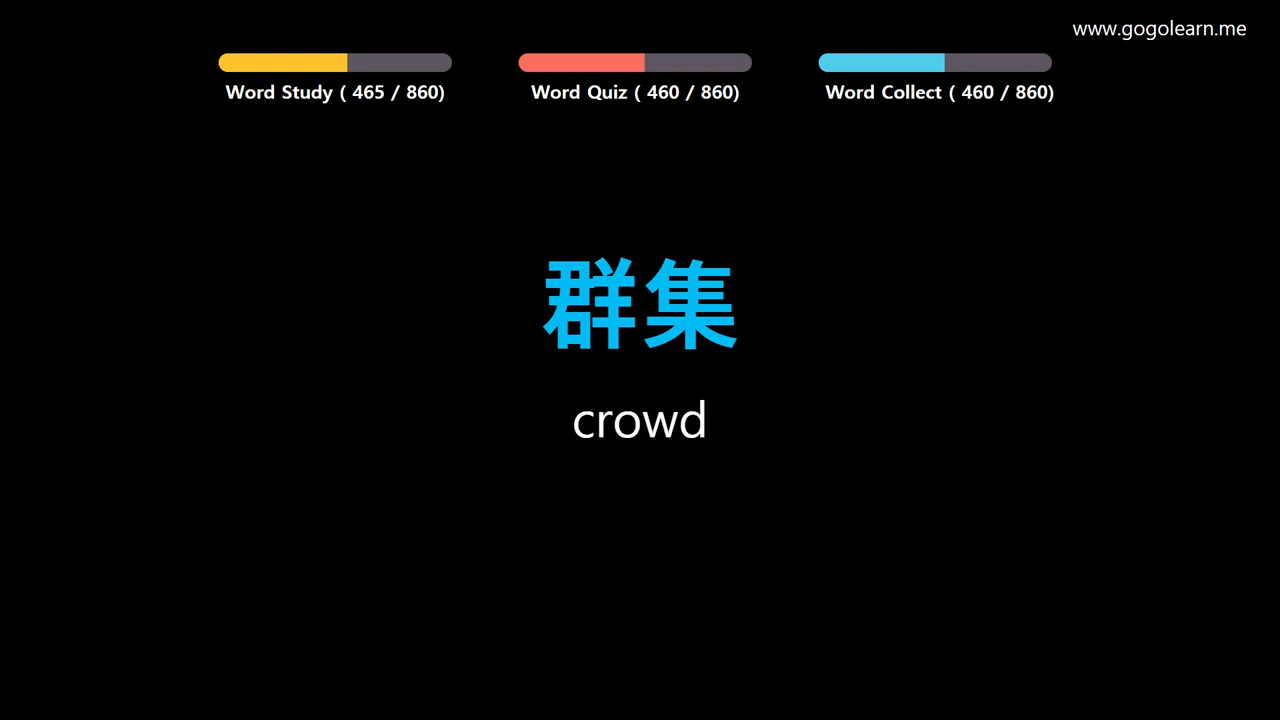 www.gogolearn.me
Word Study ( 465 / 860)
Word Quiz ( 460 / 860)
Word Collect ( 460 / 860)
群集
crowd